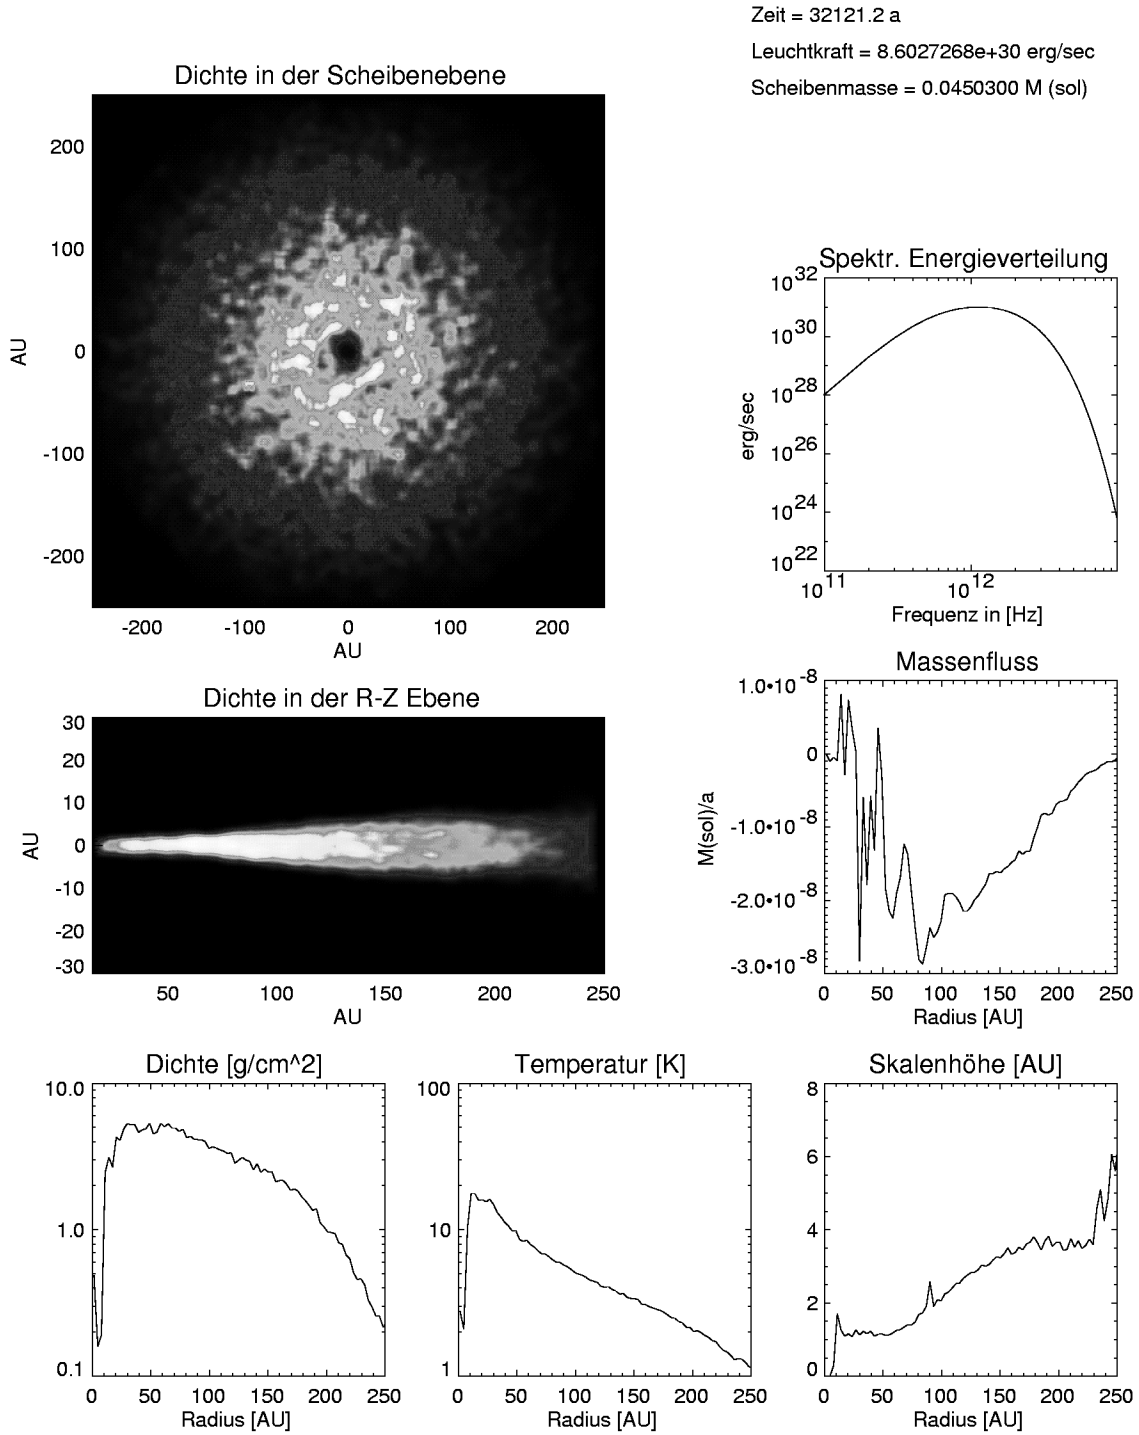 Zeit = 32121.2 a
Leuchtkraft = 8.6027268e+30 erg/sec
Scheibenmasse = 0.0450300 M (sol)
Dichte in der Scheibenebene
200
100
0
-100
-200
AU
-200 -100 0 100 200
AU
Spektr. Energieverteilung
10^32
10^30
10^28
10^26
10^24
10^22
erg/sec
10^11 10^12
Frequenz in [Hz]
Dichte in der R-Z Ebene
30
20
10
0
-10
-20
-30
AU
50 100 150 200 250
AU
Massenfluss
1.0•10^-8
0
-1.0•10^-8
-2.0•10^-8
-3.0•10^-8
M(sol)/a
0 50 100 150 200 250
Radius [AU]
Dichte [g/cm^2]
10.0
1.0
0.1
0 50 100 150 200 250
Radius [AU]
Temperatur [K]
100
10
1
0 50 100 150 200 250
Radius [AU]
Skalenhöhe [AU]
8
6
4
2
0
0 50 100 150 200 250
Radius [AU]